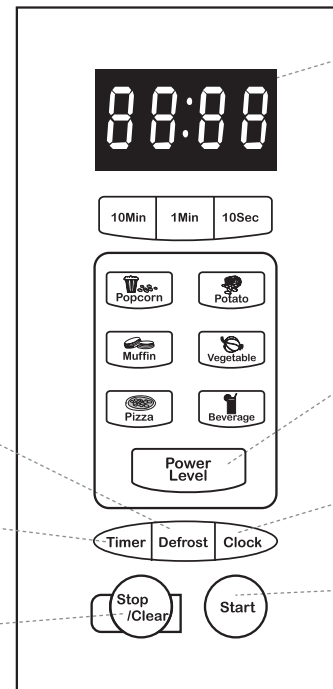 88:88
10Min 1Min 10Sec
Popcorn Potato
Muffin Vegetable
Pizza Beverage
Power
Level
Timer Defrost Clock
Stop
/Clear
Start